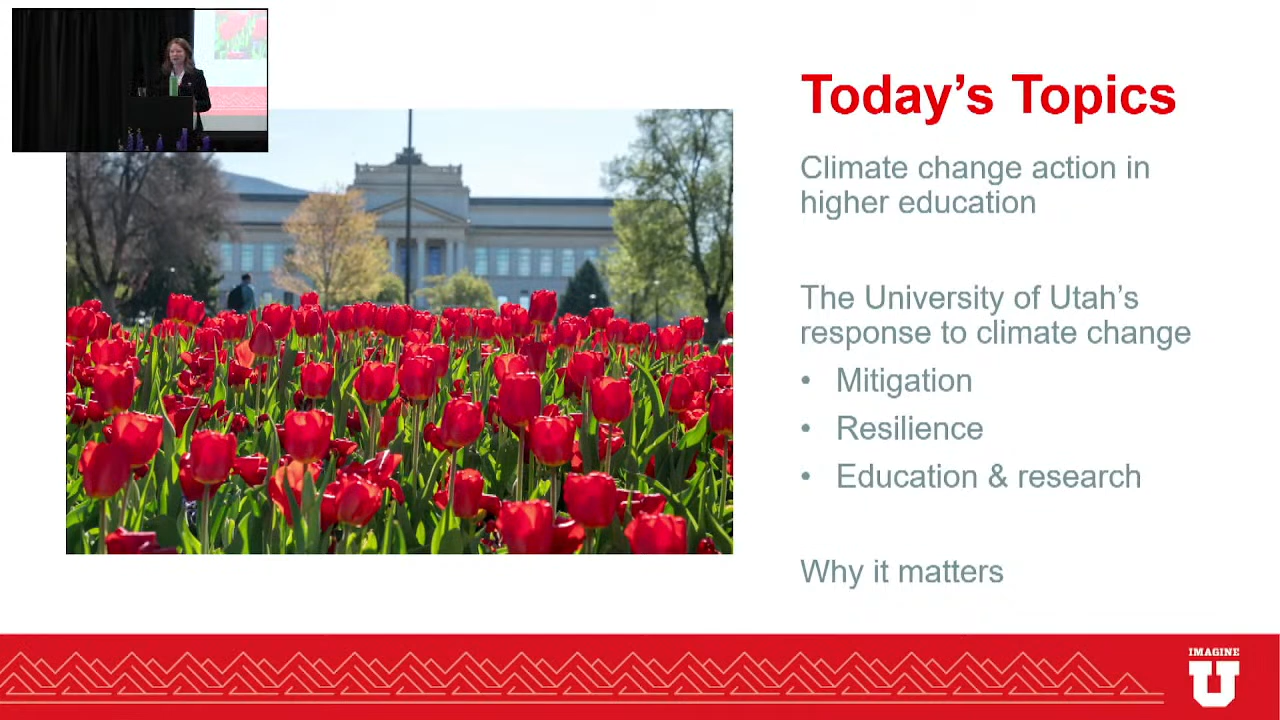 Today’s Topics
Climate change action in
higher education
The University of Utah’s
response to climate change
• Mitigation
• Resilience
• Education & research
Why it matters
IMAGINE
U